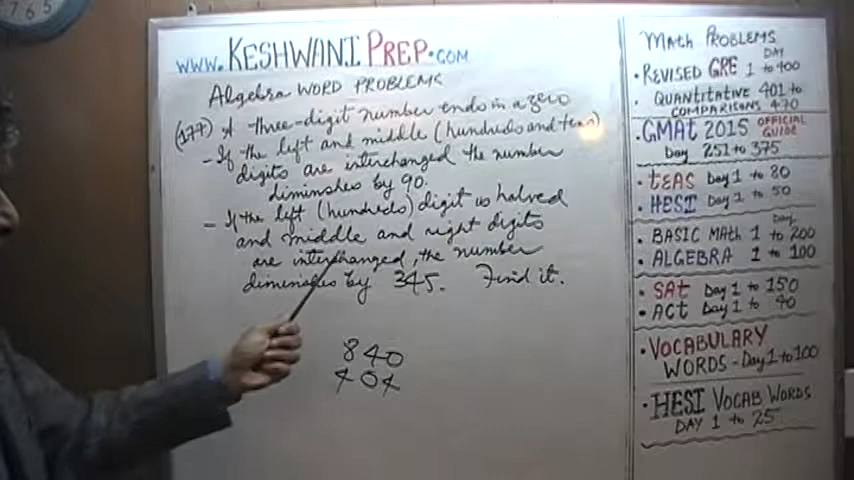 7 6 5
www.KESHWANIPREP.COM
Algebra WORD PROBLEMS
(177) A three-digit number ends in a zero
- If the left and middle (hundreds and tens)
digits are interchanged the number
diminshes by 90.
- If the left (hundreds) digit is halved
and middle and right digits
are interchanged, the number
diminishes by 345. Find it.
840
404
Math PROBLEMS
DAY
• REVISED GRE 1 to 400
• QUANTITATIVE 401 to
COMPARISONS 470
• GMAt 2015 OFFICIAL GUIDE
Day 251 to 375
• tEAS Day 1 to 80
• HESI Day 1 to 50
Day
• BASIC MAth 1 to 200
• ALGEBRA 1 to 100
• SAt Day 1 to 150
• ACt Day 1 to 40
• VOCABULARY
WORDS - Day 1 to 100
• HESI VOCAB WORDS
DAY 1 to 25